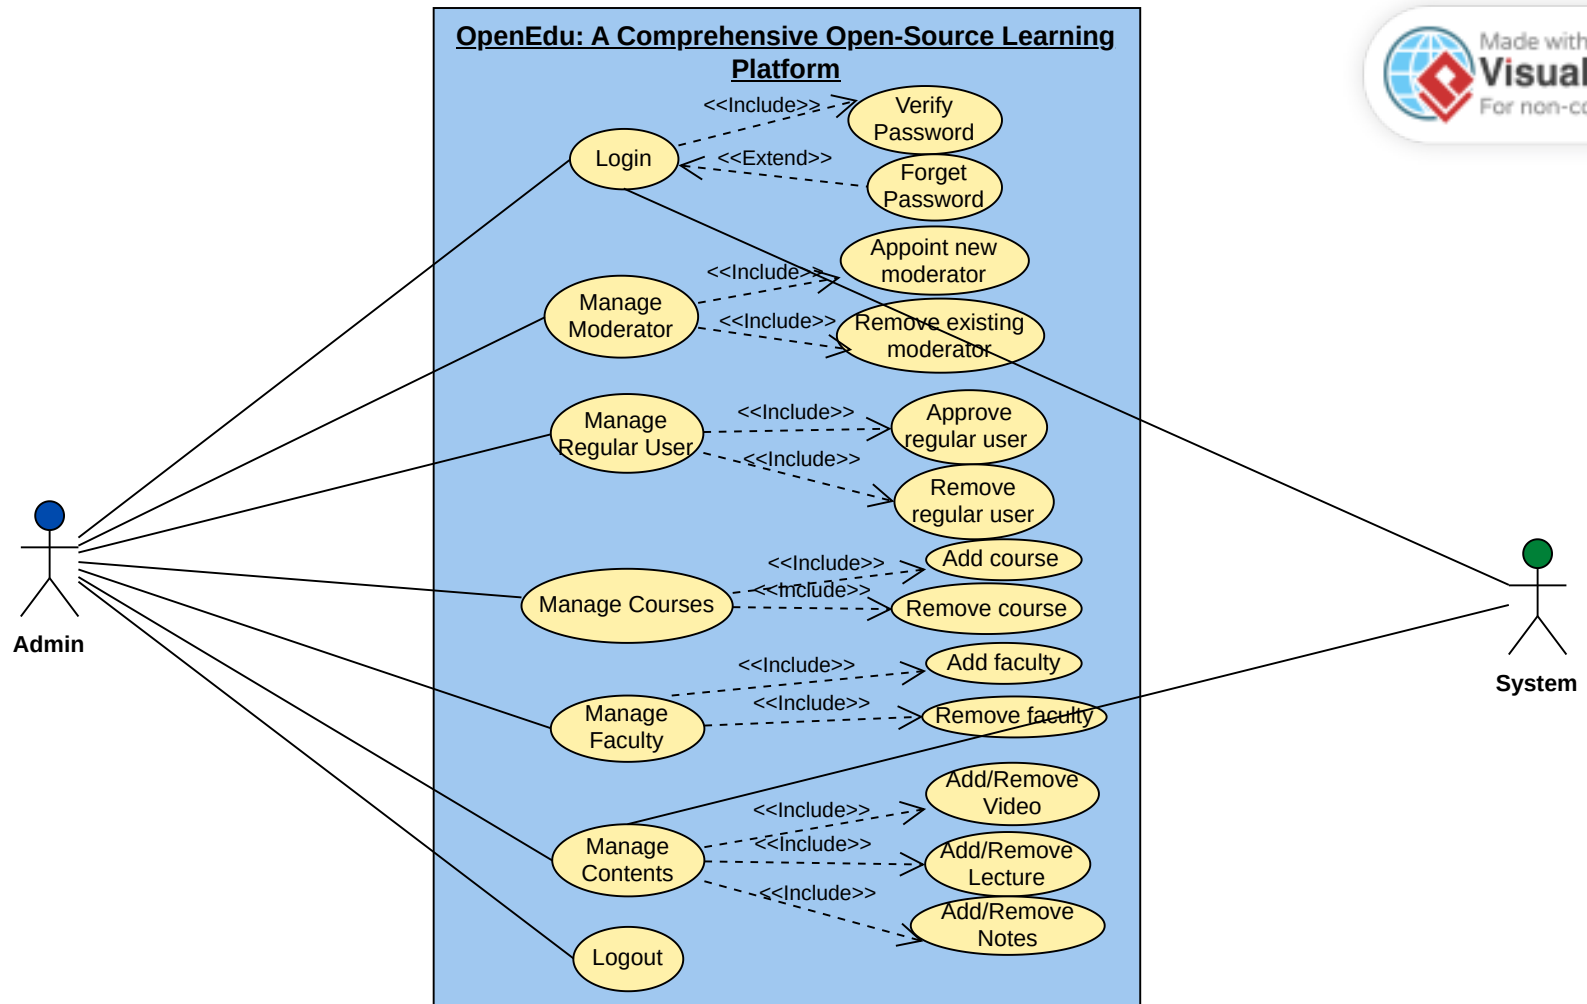 OpenEdu: A Comprehensive Open-Source Learning
Platform
Made with
Visual
For non-
<<Include>>
Verify
Password
Login
<<Extend>>
Forget
Password
Appoint new
moderator
<<Include>>
Manage
Moderator
<<Include>>
Remove existing
moderator
Manage
Regular User
<<Include>>
Approve
regular user
<<Include>>
Remove
regular user
<<Include>>
Add course
<<Include>>
Manage Courses
Remove course
Admin
System
<<Include>>
Add faculty
Manage
Faculty
<<Include>>
Remove faculty
Add/Remove
Video
<<Include>>
Manage
Contents
<<Include>>
Add/Remove
Lecture
<<Include>>
Add/Remove
Notes
Logout